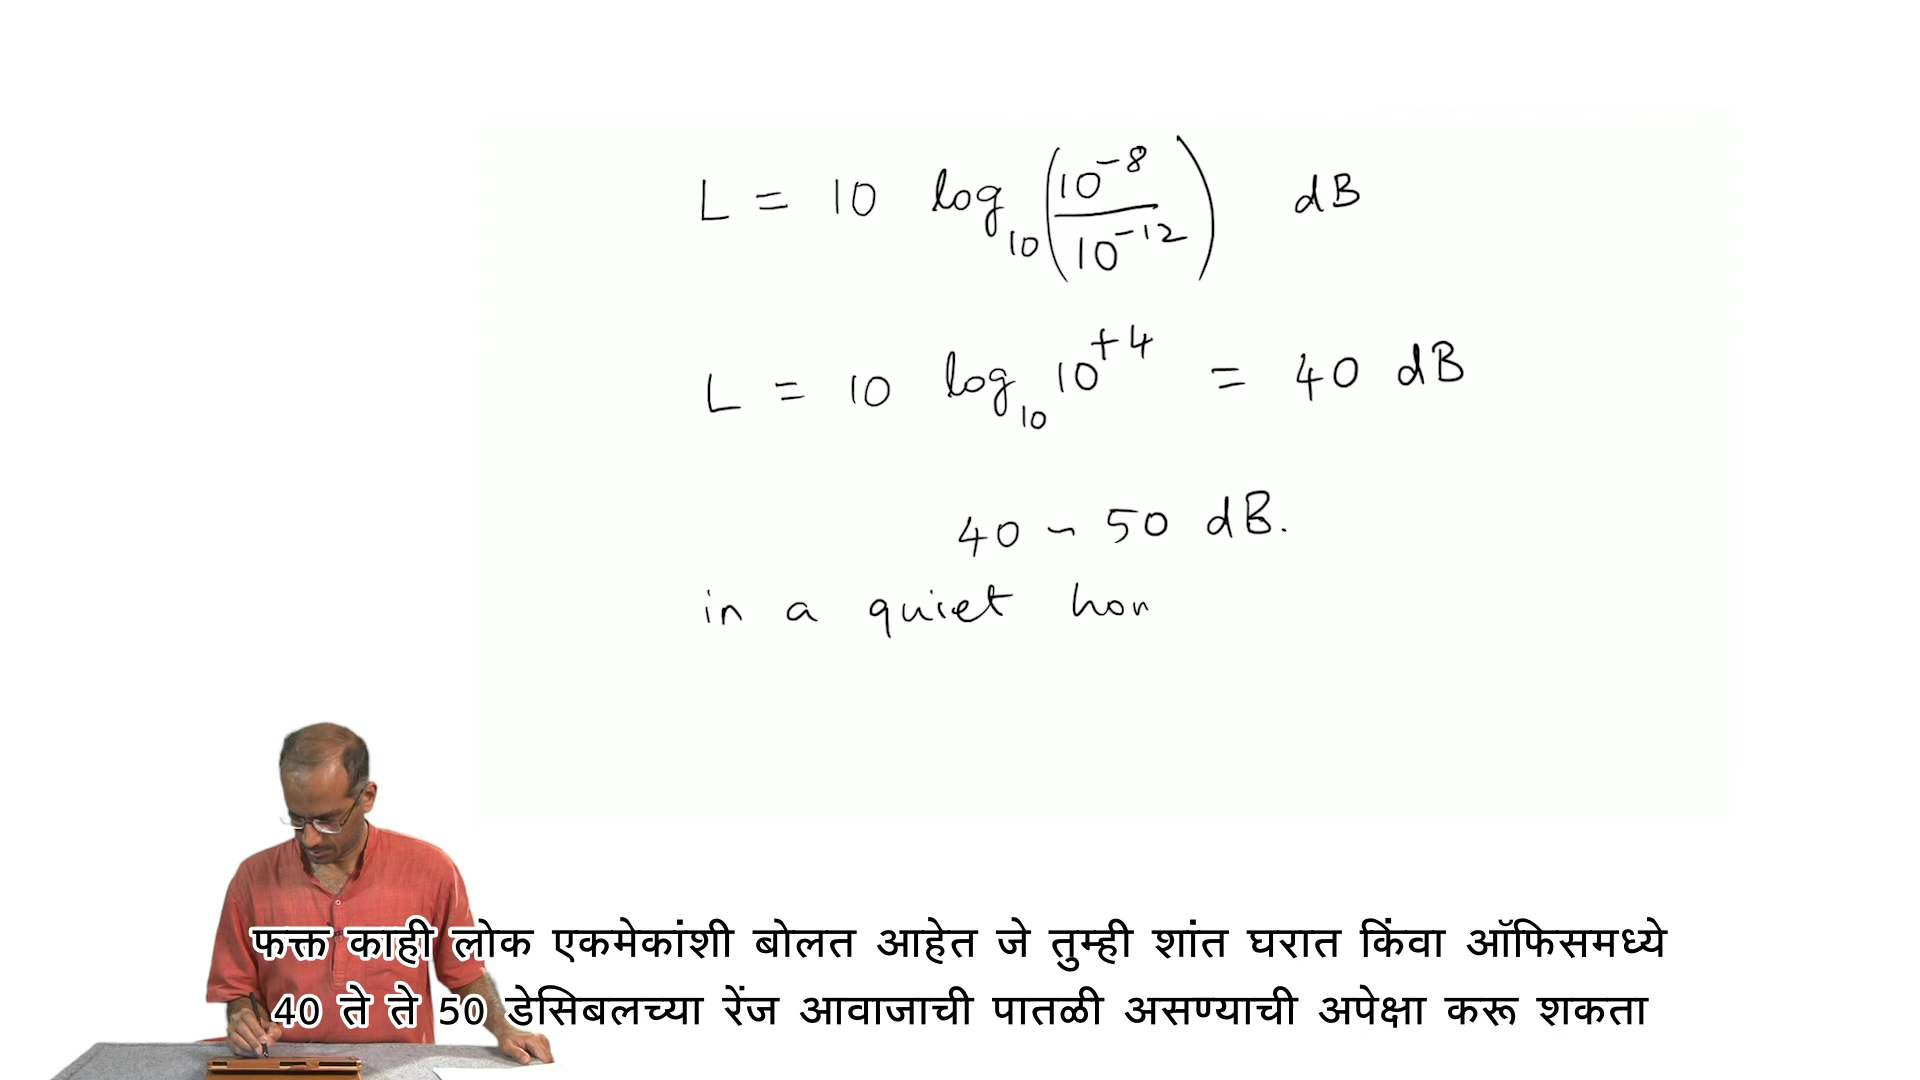 L = 10 log₁₀(10⁻⁸/10⁻¹²) dB
L = 10 log₁₀ 10⁺⁴ = 40 dB
40 – 50 dB.
in a quiet hom
फक्त काही लोक एकमेकांशी बोलत आहेत जे तुम्ही शांत घरात किंवा ऑफिसमध्ये
40 ते ते 50 डेसिबलच्या रेंज आवाजाची पातळी असण्याची अपेक्षा करू शकता